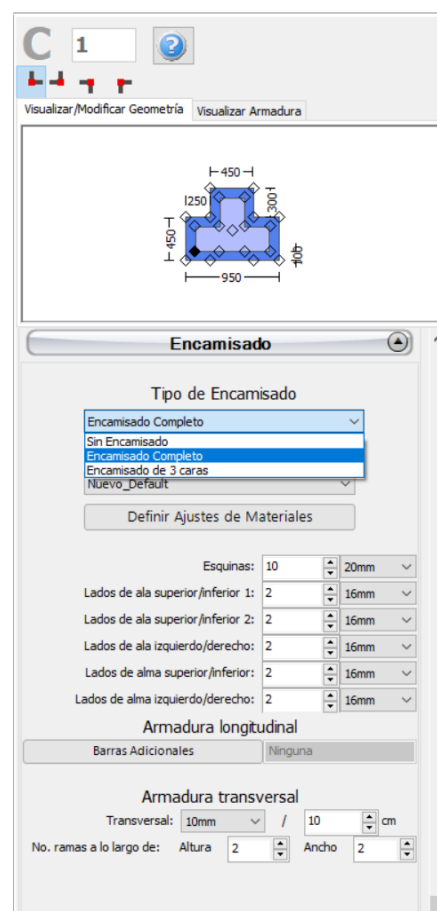 C 1 ?
Visualizar/Modificar Geometría Visualizar Armadura
450
250
300
450
100
950
Encamisado
Tipo de Encamisado
Encamisado Completo
Sin Encamisado
Encamisado Completo
Encamisado de 3 caras
Nuevo_Default
Definir Ajustes de Materiales
Esquinas: 10 20mm
Lados de ala superior/inferior 1: 2 16mm
Lados de ala superior/inferior 2: 2 16mm
Lados de ala izquierdo/derecho: 2 16mm
Lados de alma superior/inferior: 2 16mm
Lados de alma izquierdo/derecho: 2 16mm
Armadura longitudinal
Barras Adicionales Ninguna
Armadura transversal
Transversal: 10mm / 10 cm
No. ramas a lo largo de: Altura 2 Ancho 2